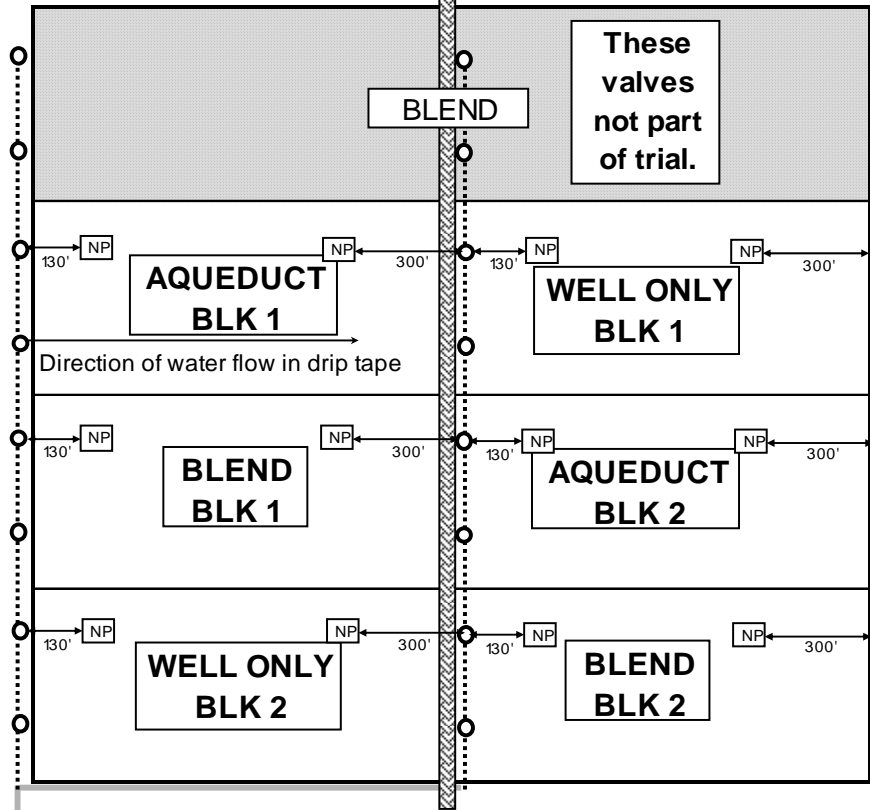 These
valves
not part
of trial.
BLEND
NP
NP
NP
NP
130'
300'
130'
300'
AQUEDUCT
BLK 1
WELL ONLY
BLK 1
Direction of water flow in drip tape
NP
NP
NP
NP
130'
300'
130'
300'
BLEND
BLK 1
AQUEDUCT
BLK 2
NP
NP
NP
NP
130'
300'
130'
300'
WELL ONLY
BLK 2
BLEND
BLK 2